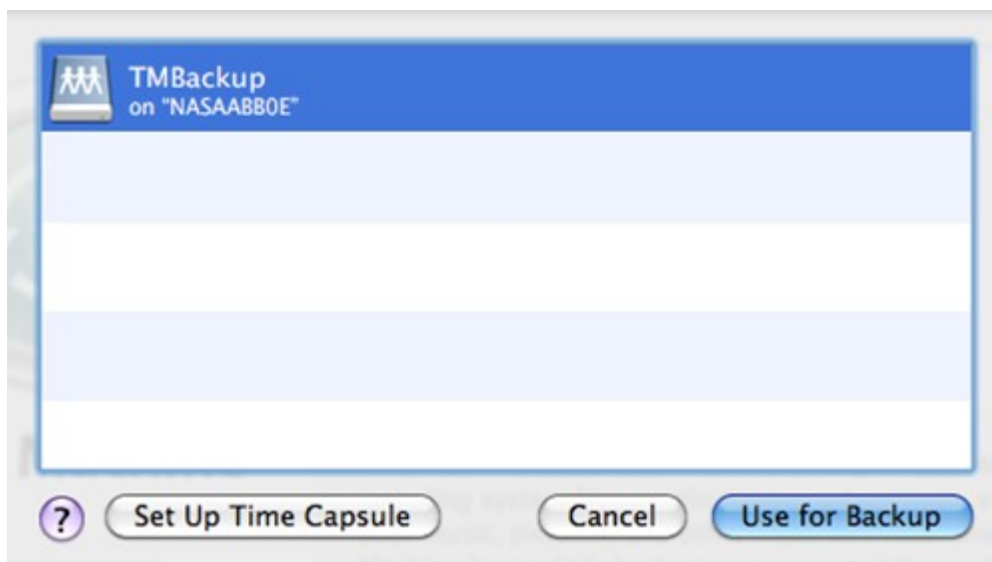 TMBackup
on "NASAABB0E"
?
Set Up Time Capsule
Cancel
Use for Backup